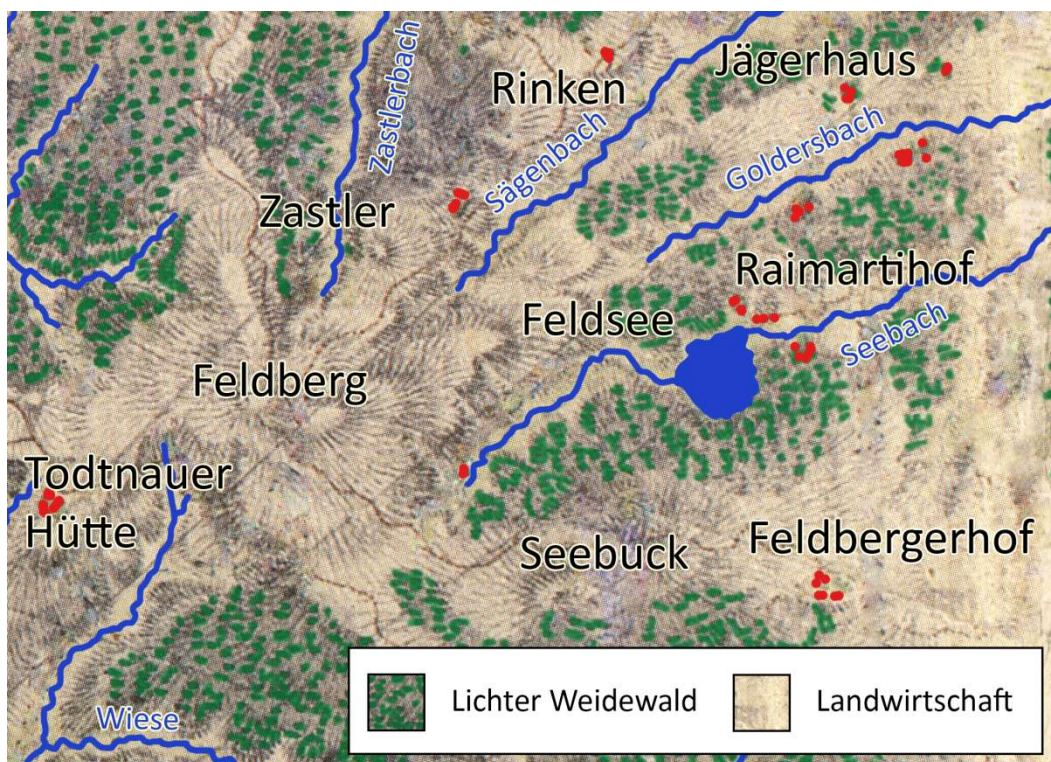 Rinken
Jägerhaus
Zastlerbach
Sägenbach
Goldersbach
Zastler
Raimartihof
Feldsee
Seebach
Feldberg
Todtnauer
Hütte
Seebuck
Feldbergerhof
Wiese
Lichter Weidewald
Landwirtschaft